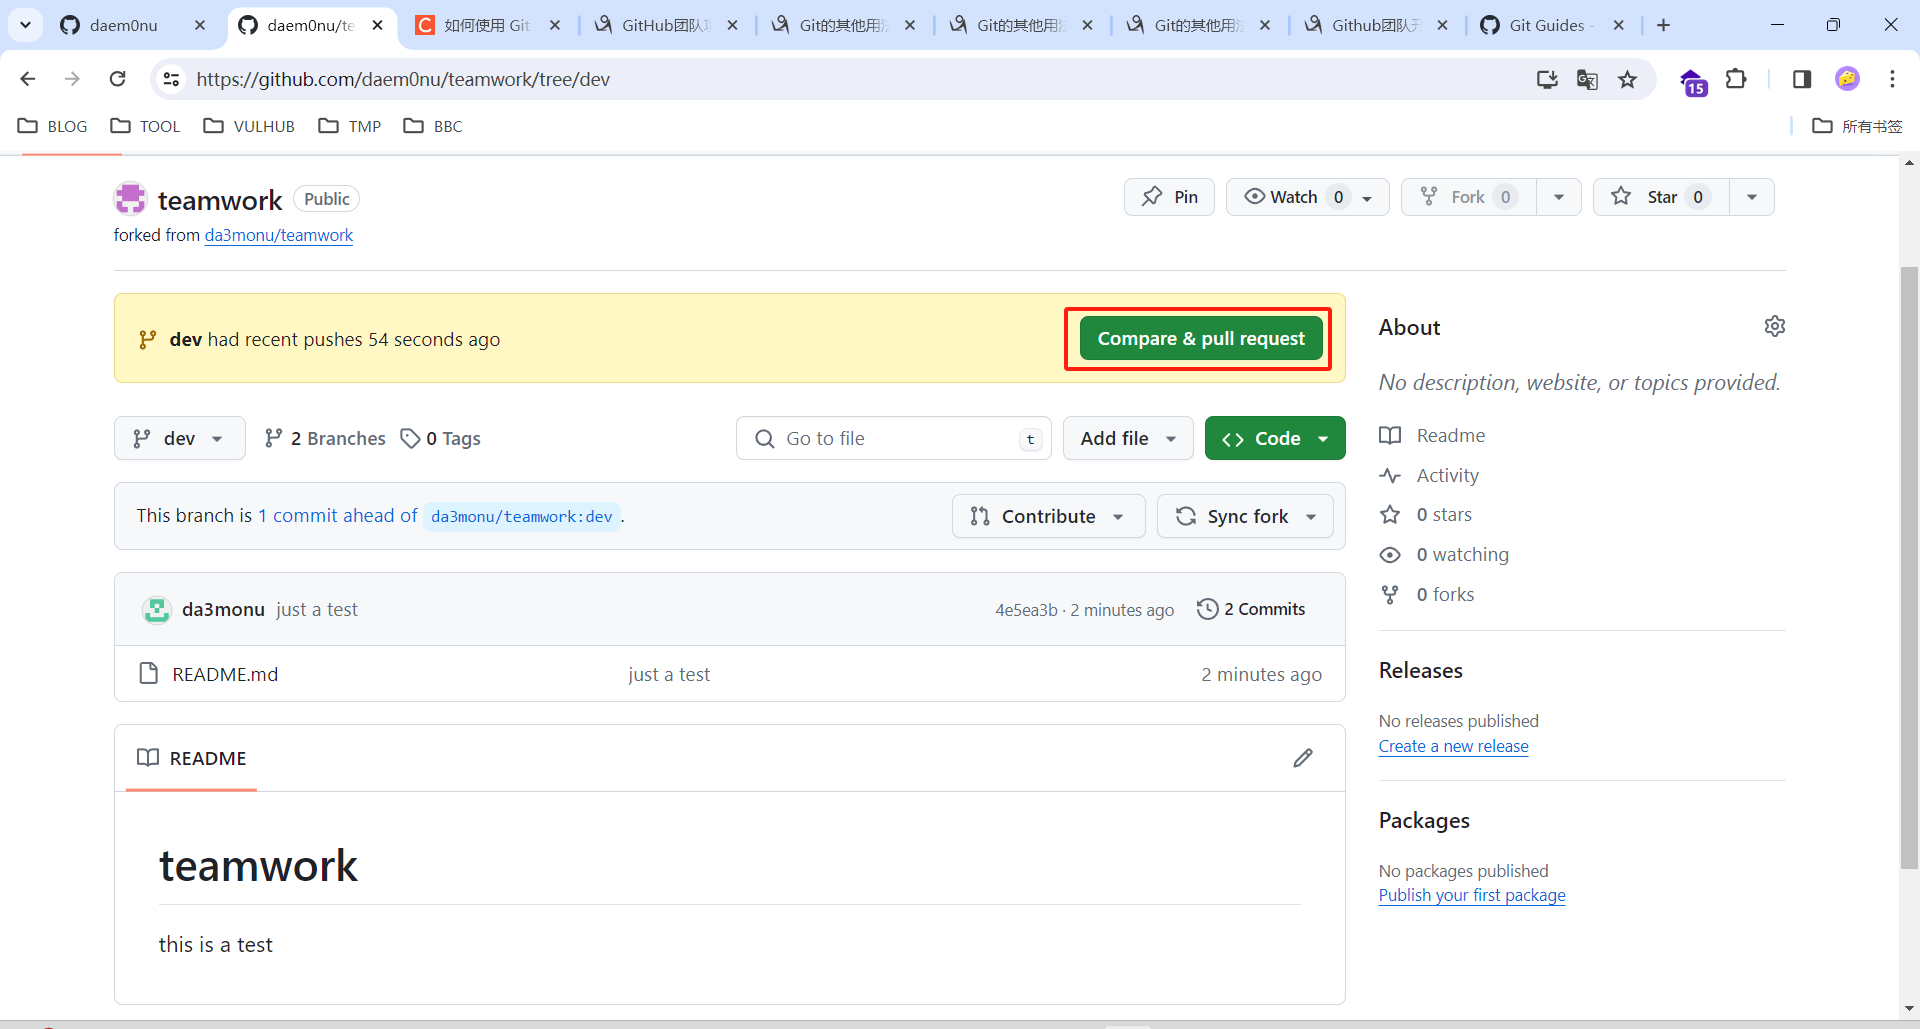 daem0nu
daem0nu/te
如何使用 Git
GitHub团队
Git的其他用
Git的其他用
Git的其他用
Github团队
Git Guides -
https://github.com/daem0nu/teamwork/tree/dev
15
BLOG
TOOL
VULHUB
TMP
BBC
所有书签
teamwork
Public
Pin
Watch 0
Fork 0
Star 0
forked from da3monu/teamwork
dev had recent pushes 54 seconds ago
Compare & pull request
About
No description, website, or topics provided.
dev
2 Branches
0 Tags
Go to file
t
Add file
Code
Readme
Activity
This branch is 1 commit ahead of da3monu/teamwork:dev .
Contribute
Sync fork
0 stars
0 watching
0 forks
da3monu just a test
4e5ea3b · 2 minutes ago
2 Commits
README.md
just a test
2 minutes ago
Releases
No releases published
Create a new release
README
teamwork
this is a test
Packages
No packages published
Publish your first package